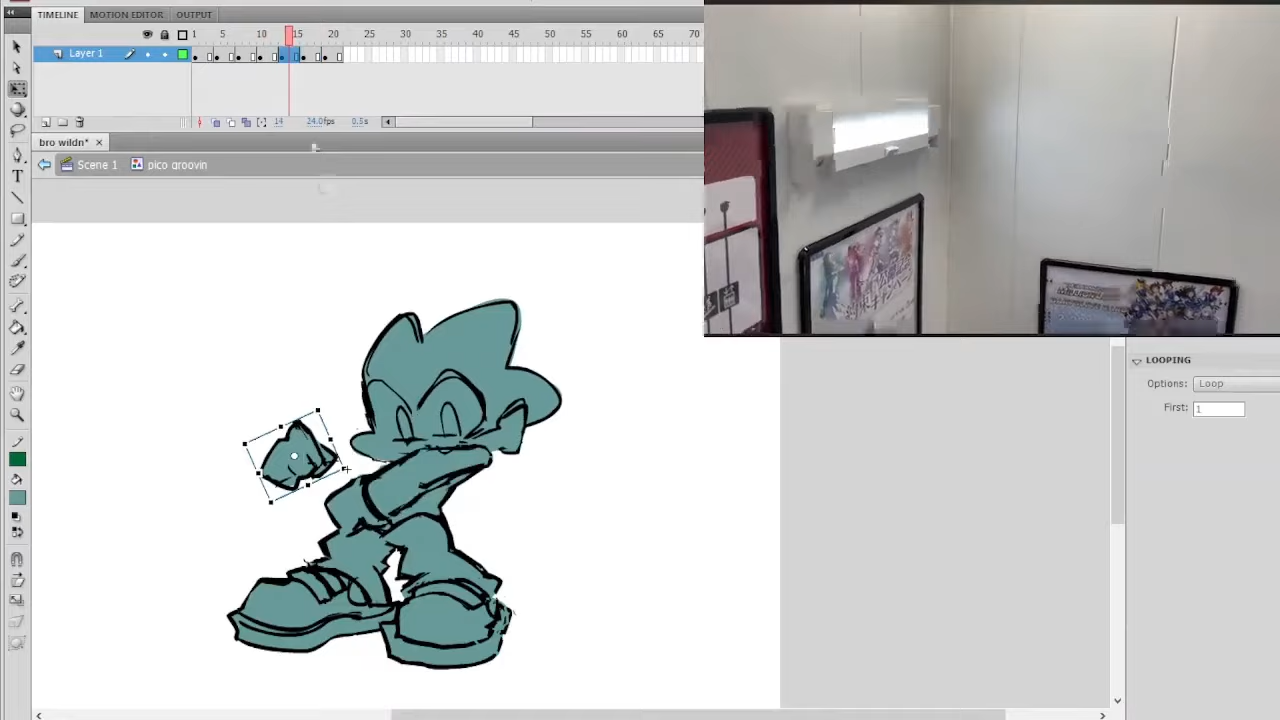 TIMELINE MOTION EDITOR OUTPUT
1 5 10 15 20 25 30 35 40 45 50 55 60 65 70
Layer 1
14 24.0fps 0.5s
bro wildn* ×
Scene 1 pico groovin
LOOPING
Options: Loop
First: 1